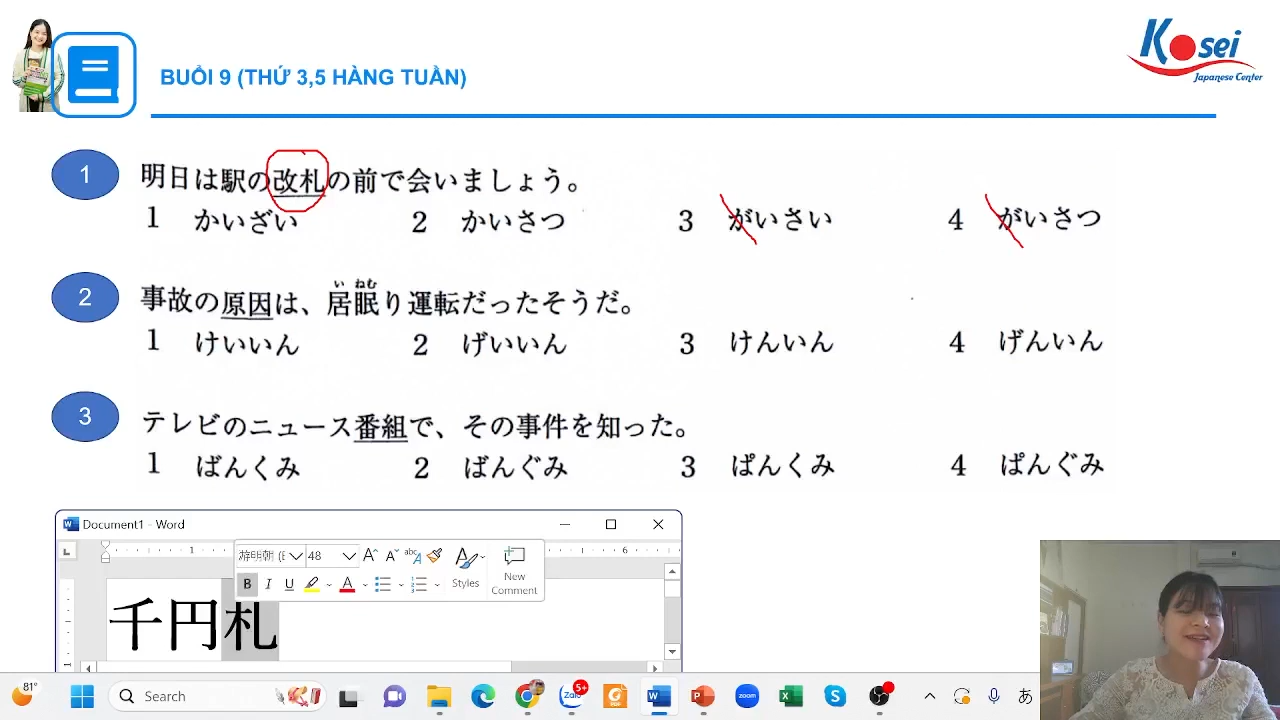 Kosei
Japanese Center
BUỔI 9 (THỨ 3,5 HÀNG TUẦN)
1
明日は駅の改札の前で会いましょう。
1 かいざい 2 かいさつ 3 がいさい 4 がいさつ
2
事故の原因は、居眠り運転だったそうだ。
い ねむ
1 けいいん 2 げいいん 3 けんいん 4 げんいん
3
テレビのニュース番組で、その事件を知った。
1 ばんくみ 2 ばんぐみ 3 ぱんくみ 4 ぱんぐみ
Document1 - Word
48
B I U A
Styles
New
Comment
1
6
千円札
81°
Search
5+
zoom
あ